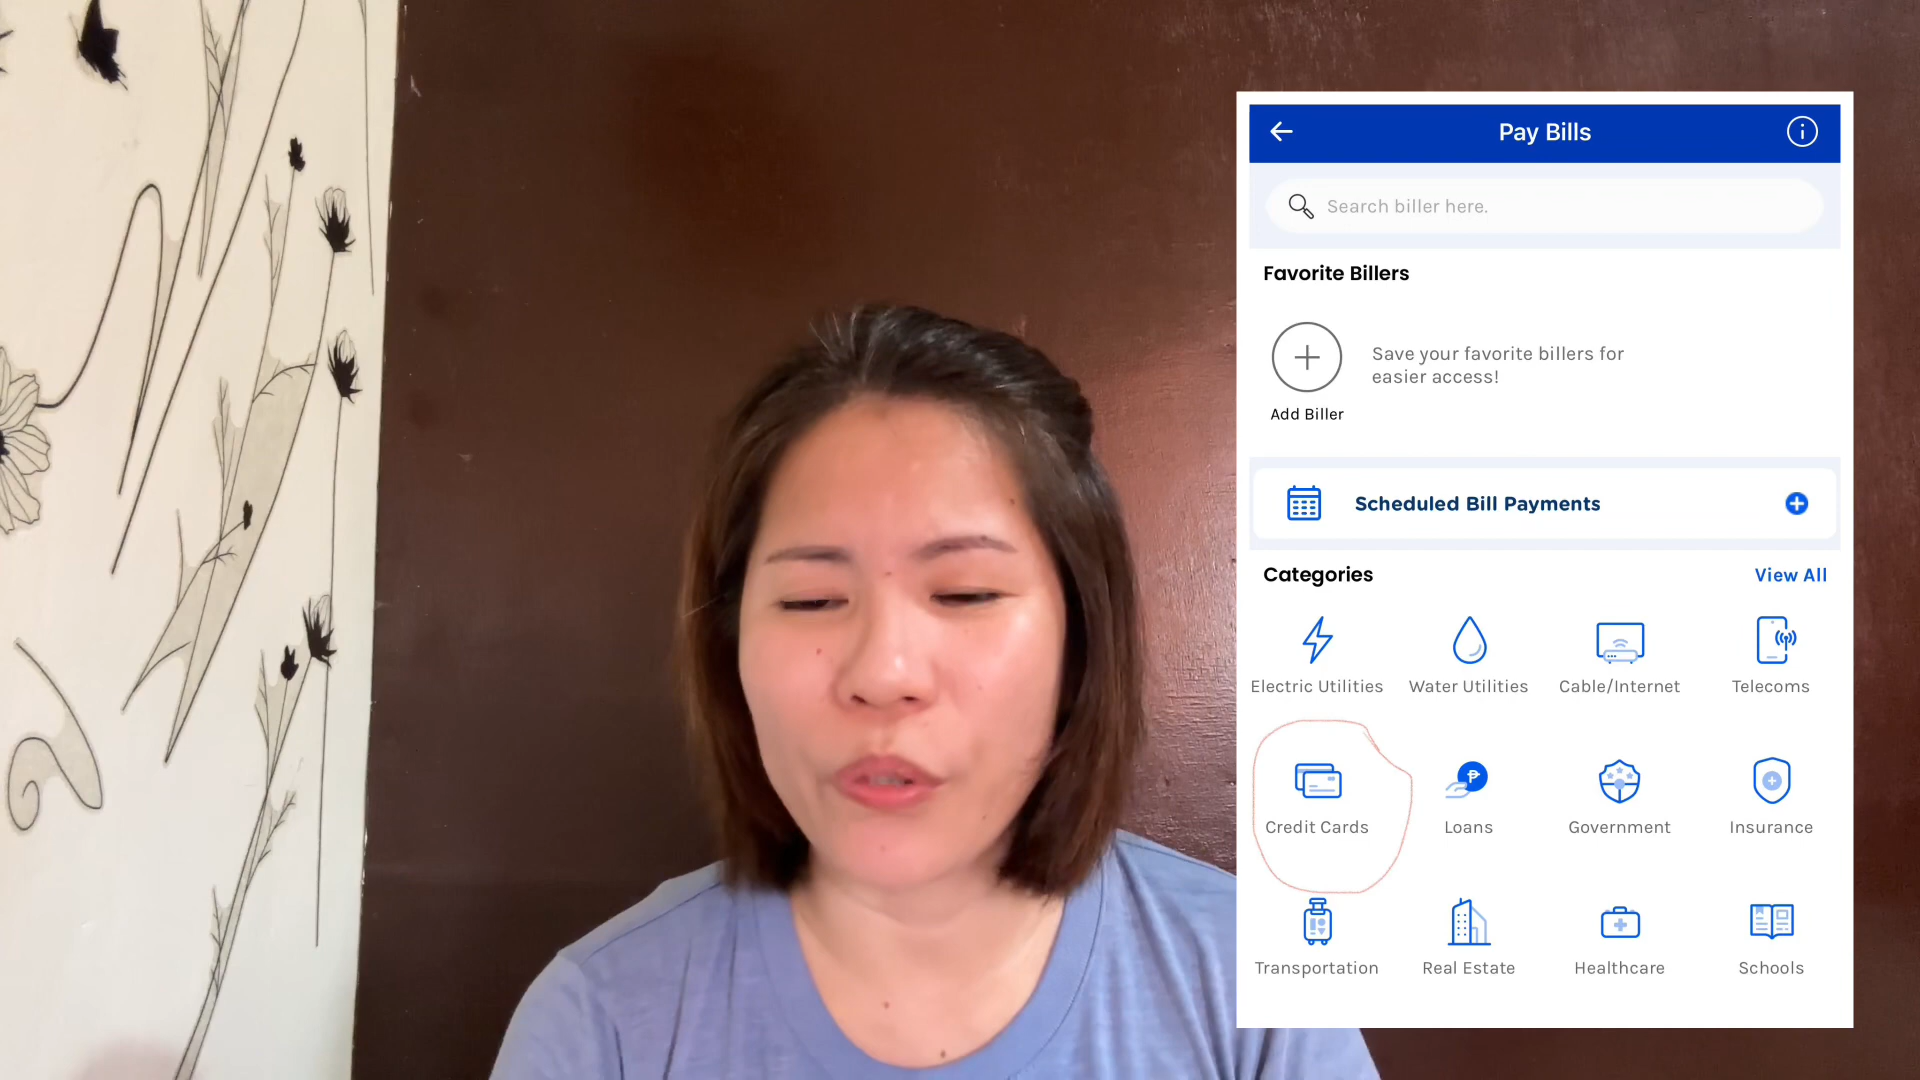 Pay Bills
Search biller here.
Favorite Billers
Save your favorite billers for
easier access!
Add Biller
Scheduled Bill Payments
Categories View All
Electric Utilities Water Utilities Cable/Internet Telecoms
Credit Cards Loans Government Insurance
Transportation Real Estate Healthcare Schools